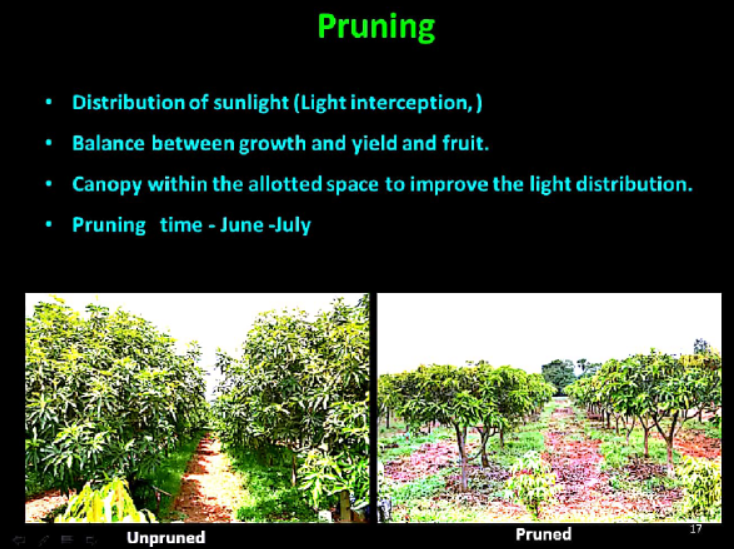 Pruning
• Distribution of sunlight (Light interception,)
• Balance between growth and yield and fruit.
• Canopy within the allotted space to improve the light distribution.
• Pruning time - June -July
Unpruned
Pruned
17